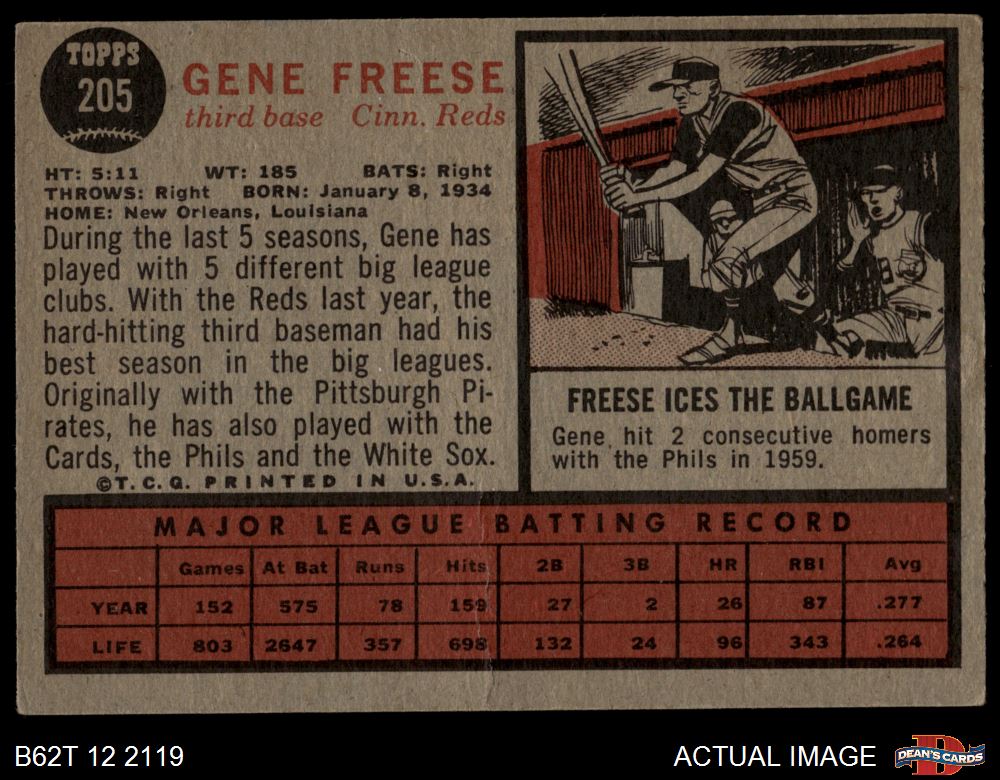 TOPPS
205
GENE FREESE
third base Cinn. Reds
HT: 5:11 WT: 185 BATS: Right
THROWS: Right BORN: January 8, 1934
HOME: New Orleans, Louisiana
During the last 5 seasons, Gene has
played with 5 different big league
clubs. With the Reds last year, the
hard-hitting third baseman had his
best season in the big leagues.
Originally with the Pittsburgh Pi-
rates, he has also played with the
Cards, the Phils and the White Sox.
©T.C.G. PRINTED IN U.S.A.
FREESE ICES THE BALLGAME
Gene hit 2 consecutive homers
with the Phils in 1959.
MAJOR LEAGUE BATTING RECORD
Games At Bat Runs Hits 2B 3B HR RBI Avg
YEAR 152 575 78 159 27 2 26 87 .277
LIFE 803 2647 357 698 132 24 96 343 .264
B62T 12 2119
ACTUAL IMAGE
DEAN'S CARDS